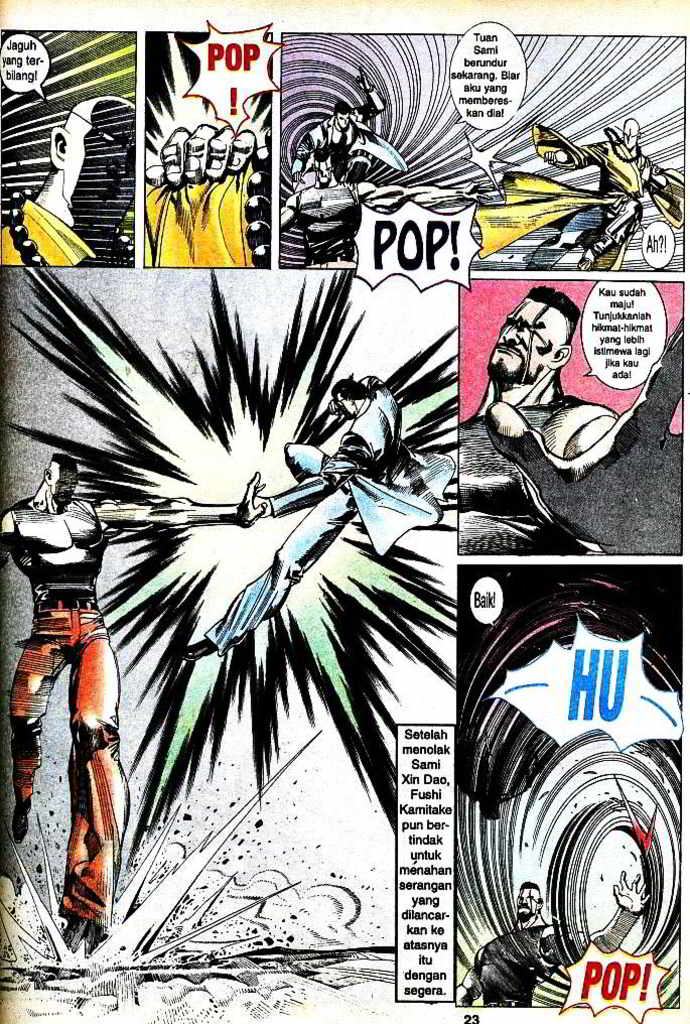 Jaguh
yang ter-
bilang!
POP
!
Tuan
Sami
berundur
sekarang. Biar
aku yang
memberes-
kan dia!
POP!
Ah?!
Kau sudah
maju!
Tunjukkanlah
hikmat-hikmat
yang lebih
istimewa lagi
jika kau
ada!
Setelah
menolak
Sami
Xin Dao,
Fushi
Kamitake
pun ber-
tindak
untuk
menahan
serangan
yang
dilancar-
kan ke
atasnya
itu
dengan
segera.
Baik!
HU
POP!
23